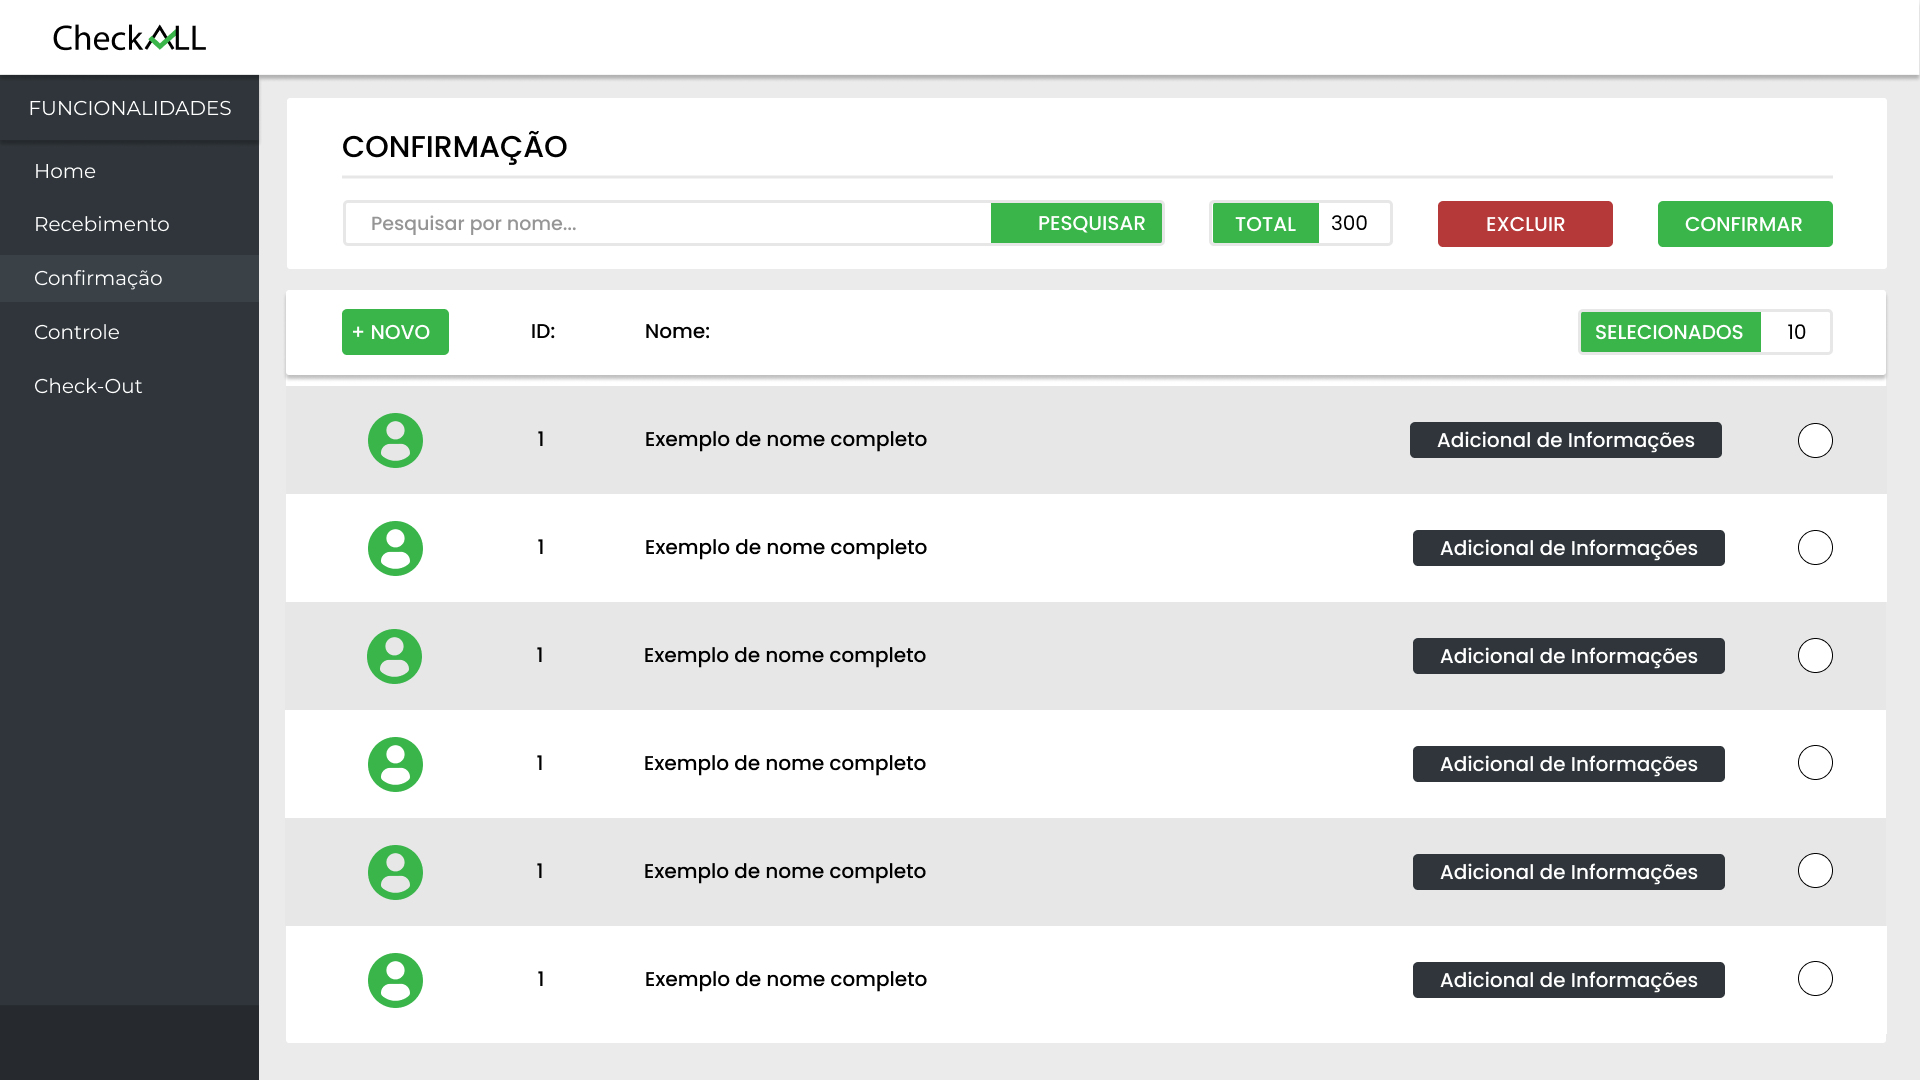 CheckALL
FUNCIONALIDADES
Home
Recebimento
Confirmação
Controle
Check-Out
CONFIRMAÇÃO
Pesquisar por nome... PESQUISAR TOTAL 300 EXCLUIR CONFIRMAR
+ NOVO ID: Nome: SELECIONADOS 10
1 Exemplo de nome completo Adicional de Informações
1 Exemplo de nome completo Adicional de Informações
1 Exemplo de nome completo Adicional de Informações
1 Exemplo de nome completo Adicional de Informações
1 Exemplo de nome completo Adicional de Informações
1 Exemplo de nome completo Adicional de Informações